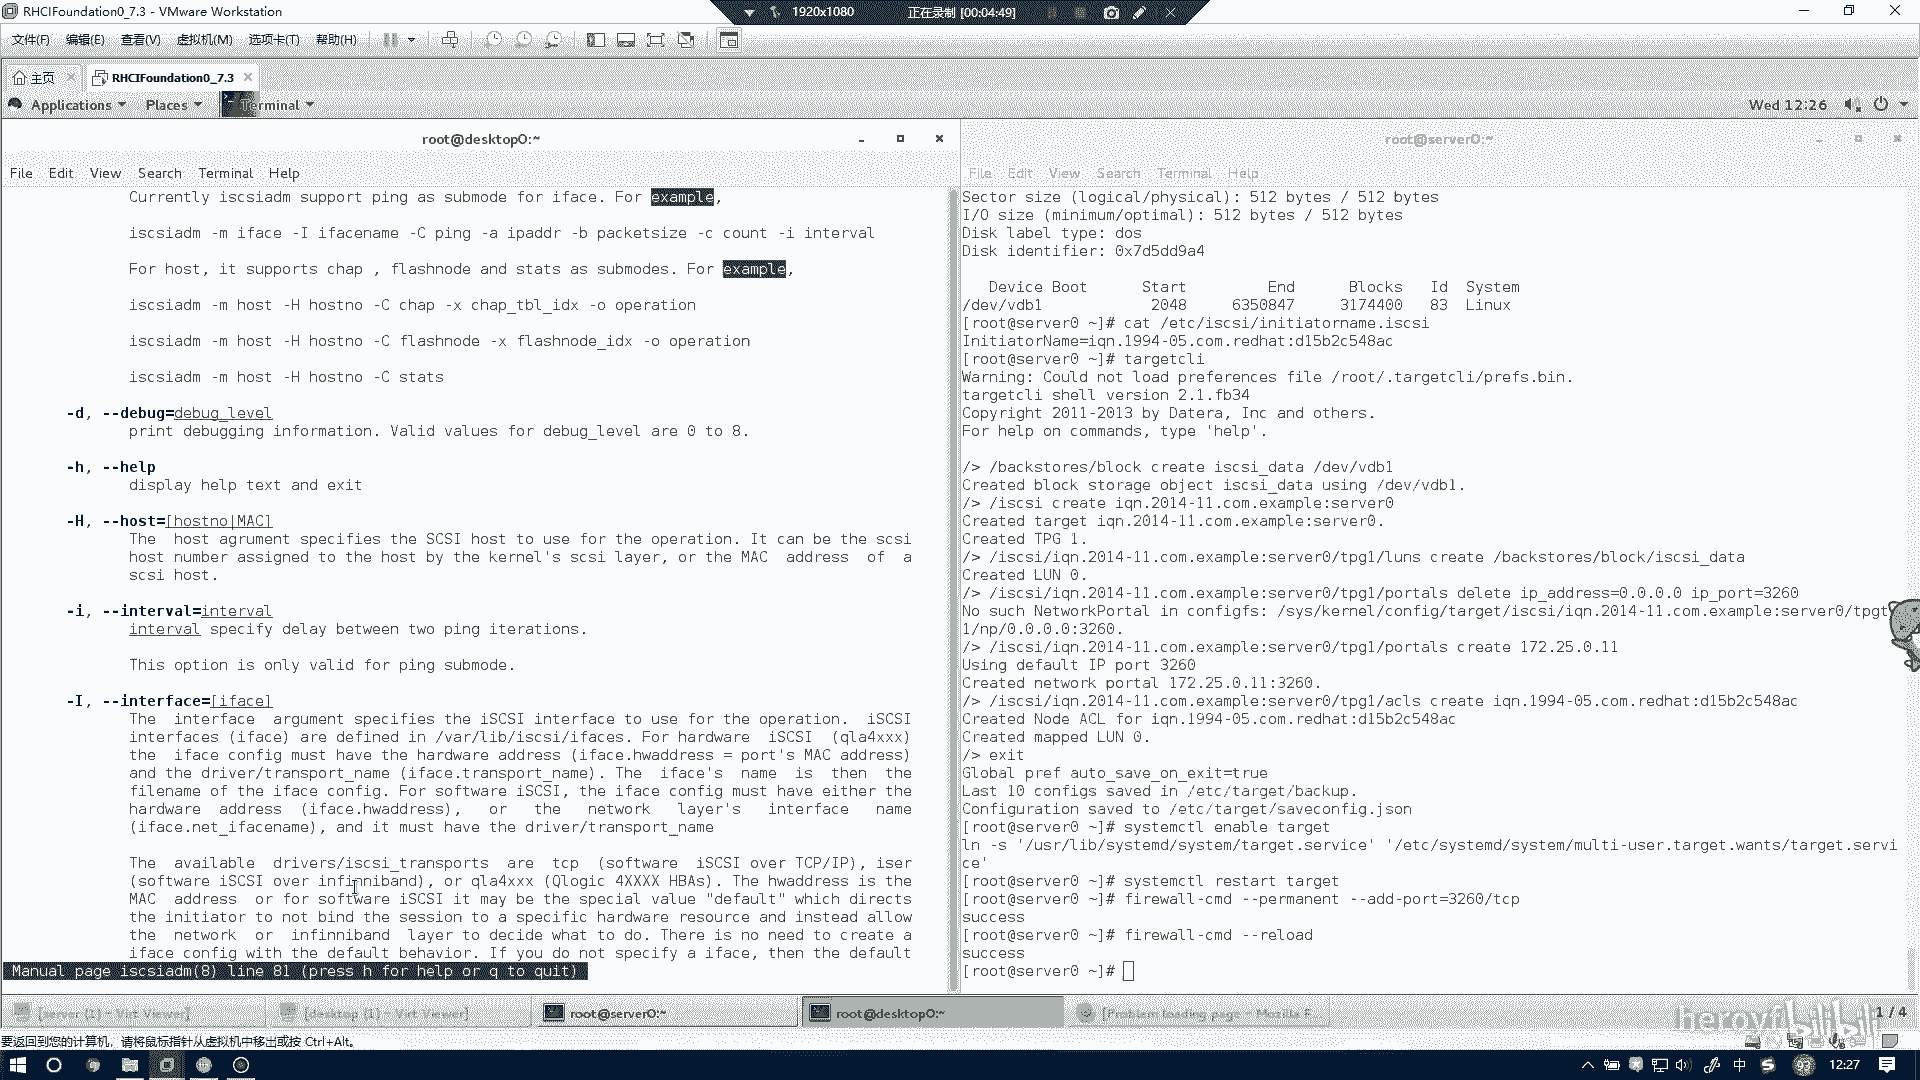 RHCIFoundation0_7.3 - VMware Workstation
1920x1080
正在录制 [00:04:49]
文件(F) 编辑(E) 查看(V) 虚拟机(M) 选项卡(T) 帮助(H)
主页
RHCIFoundation0_7.3
Applications Places Terminal
Wed 12:26
root@desktop0:~
File Edit View Search Terminal Help
Currently iscsiadm support ping as submode for iface. For example,
iscsiadm -m iface -I ifacename -C ping -a ipaddr -b packetsize -c count -i interval
For host, it supports chap , flashnode and stats as submodes. For example,
iscsiadm -m host -H hostno -C chap -x chap_tbl_idx -o operation
iscsiadm -m host -H hostno -C flashnode -x flashnode_idx -o operation
iscsiadm -m host -H hostno -C stats
-d, --debug=debug_level
print debugging information. Valid values for debug_level are 0 to 8.
-h, --help
display help text and exit
-H, --host=[hostno|MAC]
The host agrument specifies the SCSI host to use for the operation. It can be the scsi
host number assigned to the host by the kernel's scsi layer, or the MAC address of a
scsi host.
-i, --interval=interval
interval specify delay between two ping iterations.
This option is only valid for ping submode.
-I, --interface=[iface]
The interface argument specifies the iSCSI interface to use for the operation. iSCSI
interfaces (iface) are defined in /var/lib/iscsi/ifaces. For hardware iSCSI (qla4xxx)
the iface config must have the hardware address (iface.hwaddress = port's MAC address)
and the driver/transport_name (iface.transport_name). The iface's name is then the
filename of the iface config. For software iSCSI, the iface config must have either the
hardware address (iface.hwaddress), or the network layer's interface name
(iface.net_ifacename), and it must have the driver/transport_name
The available drivers/iscsi_transports are tcp (software iSCSI over TCP/IP), iser
(software iSCSI over infinniband), or qla4xxx (Qlogic 4XXXX HBAs). The hwaddress is the
MAC address or for software iSCSI it may be the special value "default" which directs
the initiator to not bind the session to a specific hardware resource and instead allow
the network or infinniband layer to decide what to do. There is no need to create a
iface config with the default behavior. If you do not specify a iface, then the default
Manual page iscsiadm(8) line 81 (press h for help or q to quit)
root@server0:~
File Edit View Search Terminal Help
Sector size (logical/physical): 512 bytes / 512 bytes
I/O size (minimum/optimal): 512 bytes / 512 bytes
Disk label type: dos
Disk identifier: 0x7d5dd9a4
Device Boot Start End Blocks Id System
/dev/vdb1 2048 6350847 3174400 83 Linux
[root@server0 ~]# cat /etc/iscsi/initiatorname.iscsi
InitiatorName=iqn.1994-05.com.redhat:d15b2c548ac
[root@server0 ~]# targetcli
Warning: Could not load preferences file /root/.targetcli/prefs.bin.
targetcli shell version 2.1.fb34
Copyright 2011-2013 by Datera, Inc and others.
For help on commands, type 'help'.
/> /backstores/block create iscsi_data /dev/vdb1
Created block storage object iscsi_data using /dev/vdb1.
/> /iscsi create iqn.2014-11.com.example:server0
Created target iqn.2014-11.com.example:server0.
Created TPG 1.
/> /iscsi/iqn.2014-11.com.example:server0/tpg1/luns create /backstores/block/iscsi_data
Created LUN 0.
/> /iscsi/iqn.2014-11.com.example:server0/tpg1/portals delete ip_address=0.0.0.0 ip_port=3260
No such NetworkPortal in configfs: /sys/kernel/config/target/iscsi/iqn.2014-11.com.example:server0/tpgt_
1/np/0.0.0.0:3260.
/> /iscsi/iqn.2014-11.com.example:server0/tpg1/portals create 172.25.0.11
Using default IP port 3260
Created network portal 172.25.0.11:3260.
/> /iscsi/iqn.2014-11.com.example:server0/tpg1/acls create iqn.1994-05.com.redhat:d15b2c548ac
Created Node ACL for iqn.1994-05.com.redhat:d15b2c548ac
Created mapped LUN 0.
/> exit
Global pref auto_save_on_exit=true
Last 10 configs saved in /etc/target/backup.
Configuration saved to /etc/target/saveconfig.json
[root@server0 ~]# systemctl enable target
ln -s '/usr/lib/systemd/system/target.service' '/etc/systemd/system/multi-user.target.wants/target.servi
ce'
[root@server0 ~]# systemctl restart target
[root@server0 ~]# firewall-cmd --permanent --add-port=3260/tcp
success
[root@server0 ~]# firewall-cmd --reload
success
[root@server0 ~]#
[server (1) - Virt Viewer]
[desktop (1) - Virt Viewer]
root@server0:~
root@desktop0:~
[Problem loading page - Mozilla F...
1 / 4
bilibili
要返回到您的计算机，请将鼠标指针从虚拟机中移出或按 Ctrl+Alt。
中
93
12:27